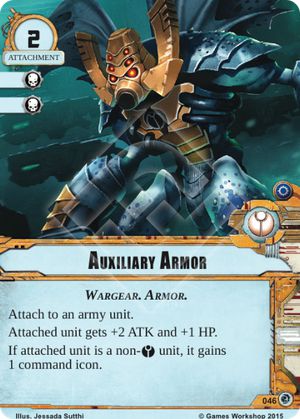 2
ATTACHMENT
AUXILIARY ARMOR
WARGEAR. ARMOR.
Attach to an army unit.
Attached unit gets +2 ATK and +1 HP.
If attached unit is a non- unit, it gains
1 command icon.
046
Illus. Jessada Sutthi © Games Workshop 2015